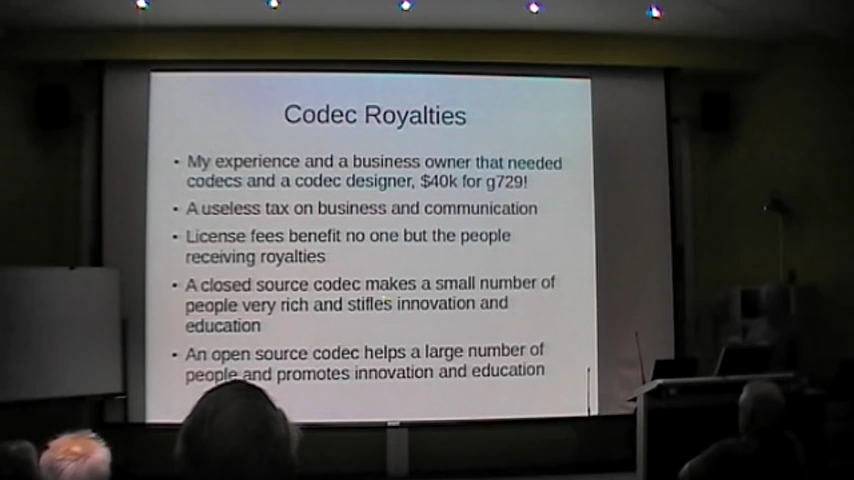 Codec Royalties
• My experience and a business owner that needed
codecs and a codec designer, $40k for g729!
• A useless tax on business and communication
• License fees benefit no one but the people
receiving royalties
• A closed source codec makes a small number of
people very rich and stifles innovation and
education
• An open source codec helps a large number of
people and promotes innovation and education